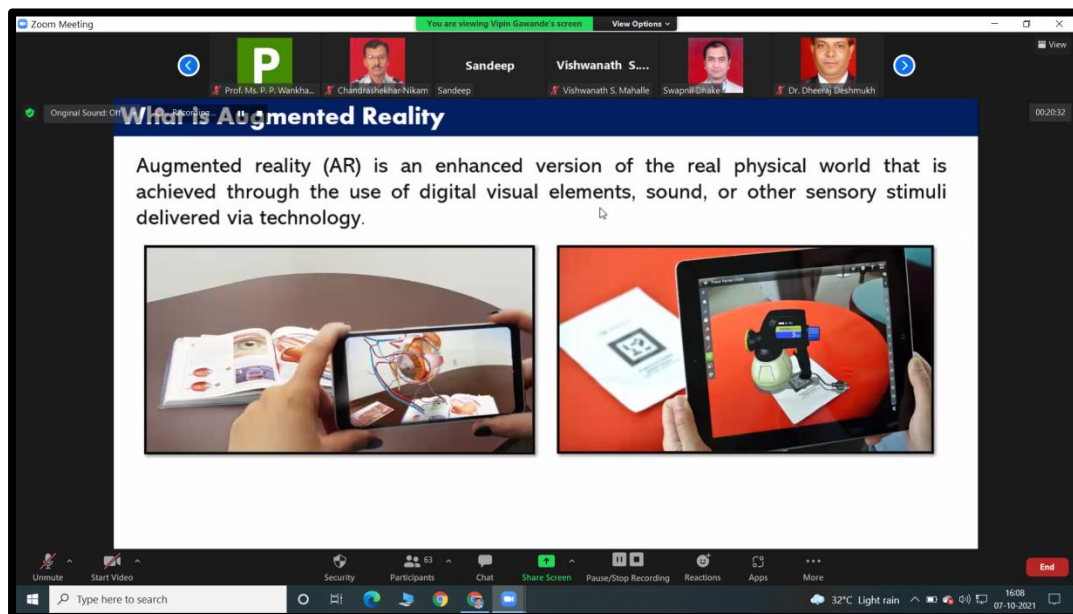 Zoom Meeting
You are viewing Vipin Gawande's screen
View Options
View
P
Sandeep
Vishwanath S....
Prof. Ms. P. P. Wankha...
Chandrashekhar Nikam
Sandeep
Vishwanath S. Mahalle
Swapnil Dhake
Dr. Dheeraj Deshmukh
Original Sound: Off
Recording...
00:20:32
What is Augmented Reality
Augmented reality (AR) is an enhanced version of the real physical world that is
achieved through the use of digital visual elements, sound, or other sensory stimuli
delivered via technology.
Unmute
Start Video
Security
Participants
63
Chat
Share Screen
Pause/Stop Recording
Reactions
Apps
More
End
Type here to search
32°C Light rain
16:08
07-10-2021